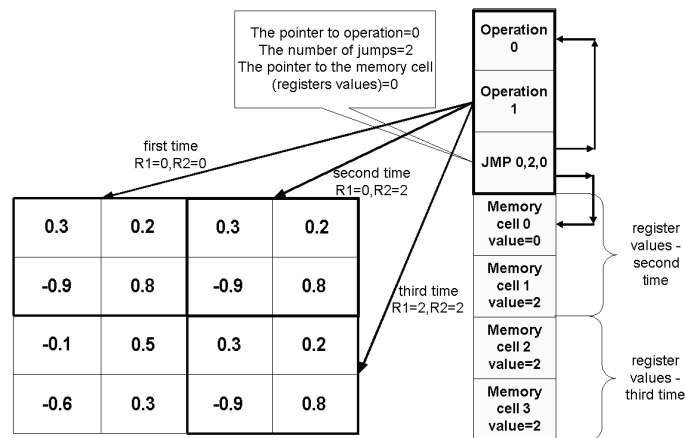 The pointer to operation=0
The number of jumps=2
The pointer to the memory cell
(registers values)=0
Operation
0
Operation
1
JMP 0,2,0
first time
R1=0,R2=0
second time
R1=0,R2=2
third time
R1=2,R2=2
0.3 0.2 0.3 0.2
-0.9 0.8 -0.9 0.8
-0.1 0.5 0.3 0.2
-0.6 0.3 -0.9 0.8
Memory
cell 0
value=0
Memory
cell 1
value=2
Memory
cell 2
value=2
Memory
cell 3
value=2
register
values -
second
time
register
values -
third time